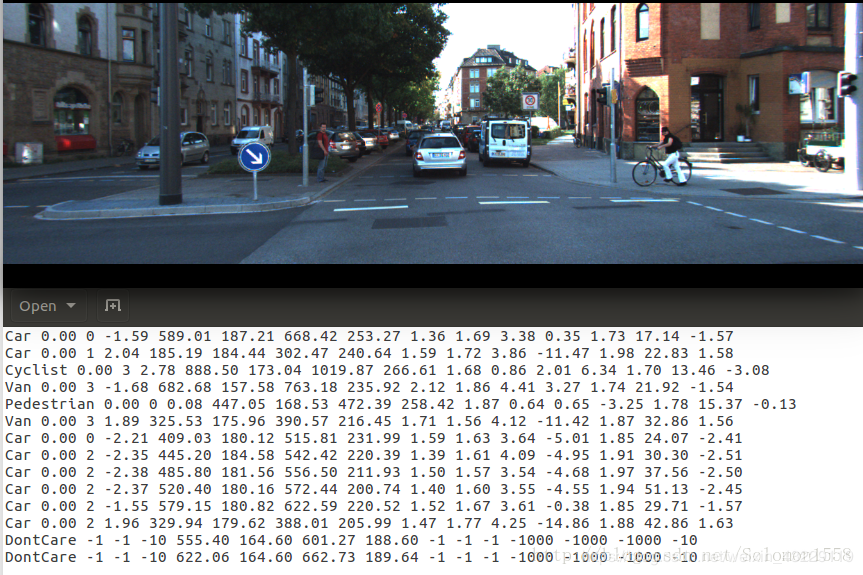 Open
Car 0.00 0 -1.59 589.01 187.21 668.42 253.27 1.36 1.69 3.38 0.35 1.73 17.14 -1.57
Car 0.00 1 2.04 185.19 184.44 302.47 240.64 1.59 1.72 3.86 -11.47 1.98 22.83 1.58
Cyclist 0.00 3 2.78 888.50 173.04 1019.87 266.61 1.68 0.86 2.01 6.34 1.70 13.46 -3.08
Van 0.00 3 -1.68 682.68 157.58 763.18 235.92 2.12 1.86 4.41 3.27 1.74 21.92 -1.54
Pedestrian 0.00 0 0.08 447.05 168.53 472.39 258.42 1.87 0.64 0.65 -3.25 1.78 15.37 -0.13
Van 0.00 3 1.89 325.53 175.96 390.57 216.45 1.71 1.56 4.12 -11.42 1.87 32.86 1.56
Car 0.00 0 -2.21 409.03 180.12 515.81 231.99 1.59 1.63 3.64 -5.01 1.85 24.07 -2.41
Car 0.00 2 -2.35 445.20 184.58 542.42 220.39 1.39 1.61 4.09 -4.95 1.91 30.30 -2.51
Car 0.00 2 -2.38 485.80 181.56 556.50 211.93 1.50 1.57 3.54 -4.68 1.97 37.56 -2.50
Car 0.00 2 -2.37 520.40 180.16 572.44 200.74 1.40 1.60 3.55 -4.55 1.94 51.13 -2.45
Car 0.00 2 -1.55 579.15 180.82 622.59 220.52 1.52 1.67 3.61 -0.38 1.85 29.71 -1.57
Car 0.00 2 1.96 329.94 179.62 388.01 205.99 1.47 1.77 4.25 -14.86 1.88 42.86 1.63
DontCare -1 -1 -10 555.40 164.60 601.27 188.60 -1 -1 -1 -1000 -1000 -1000 -10
DontCare -1 -1 -10 622.06 164.60 662.73 189.64 -1 -1 -1 -1000 -1000 -1000 -10